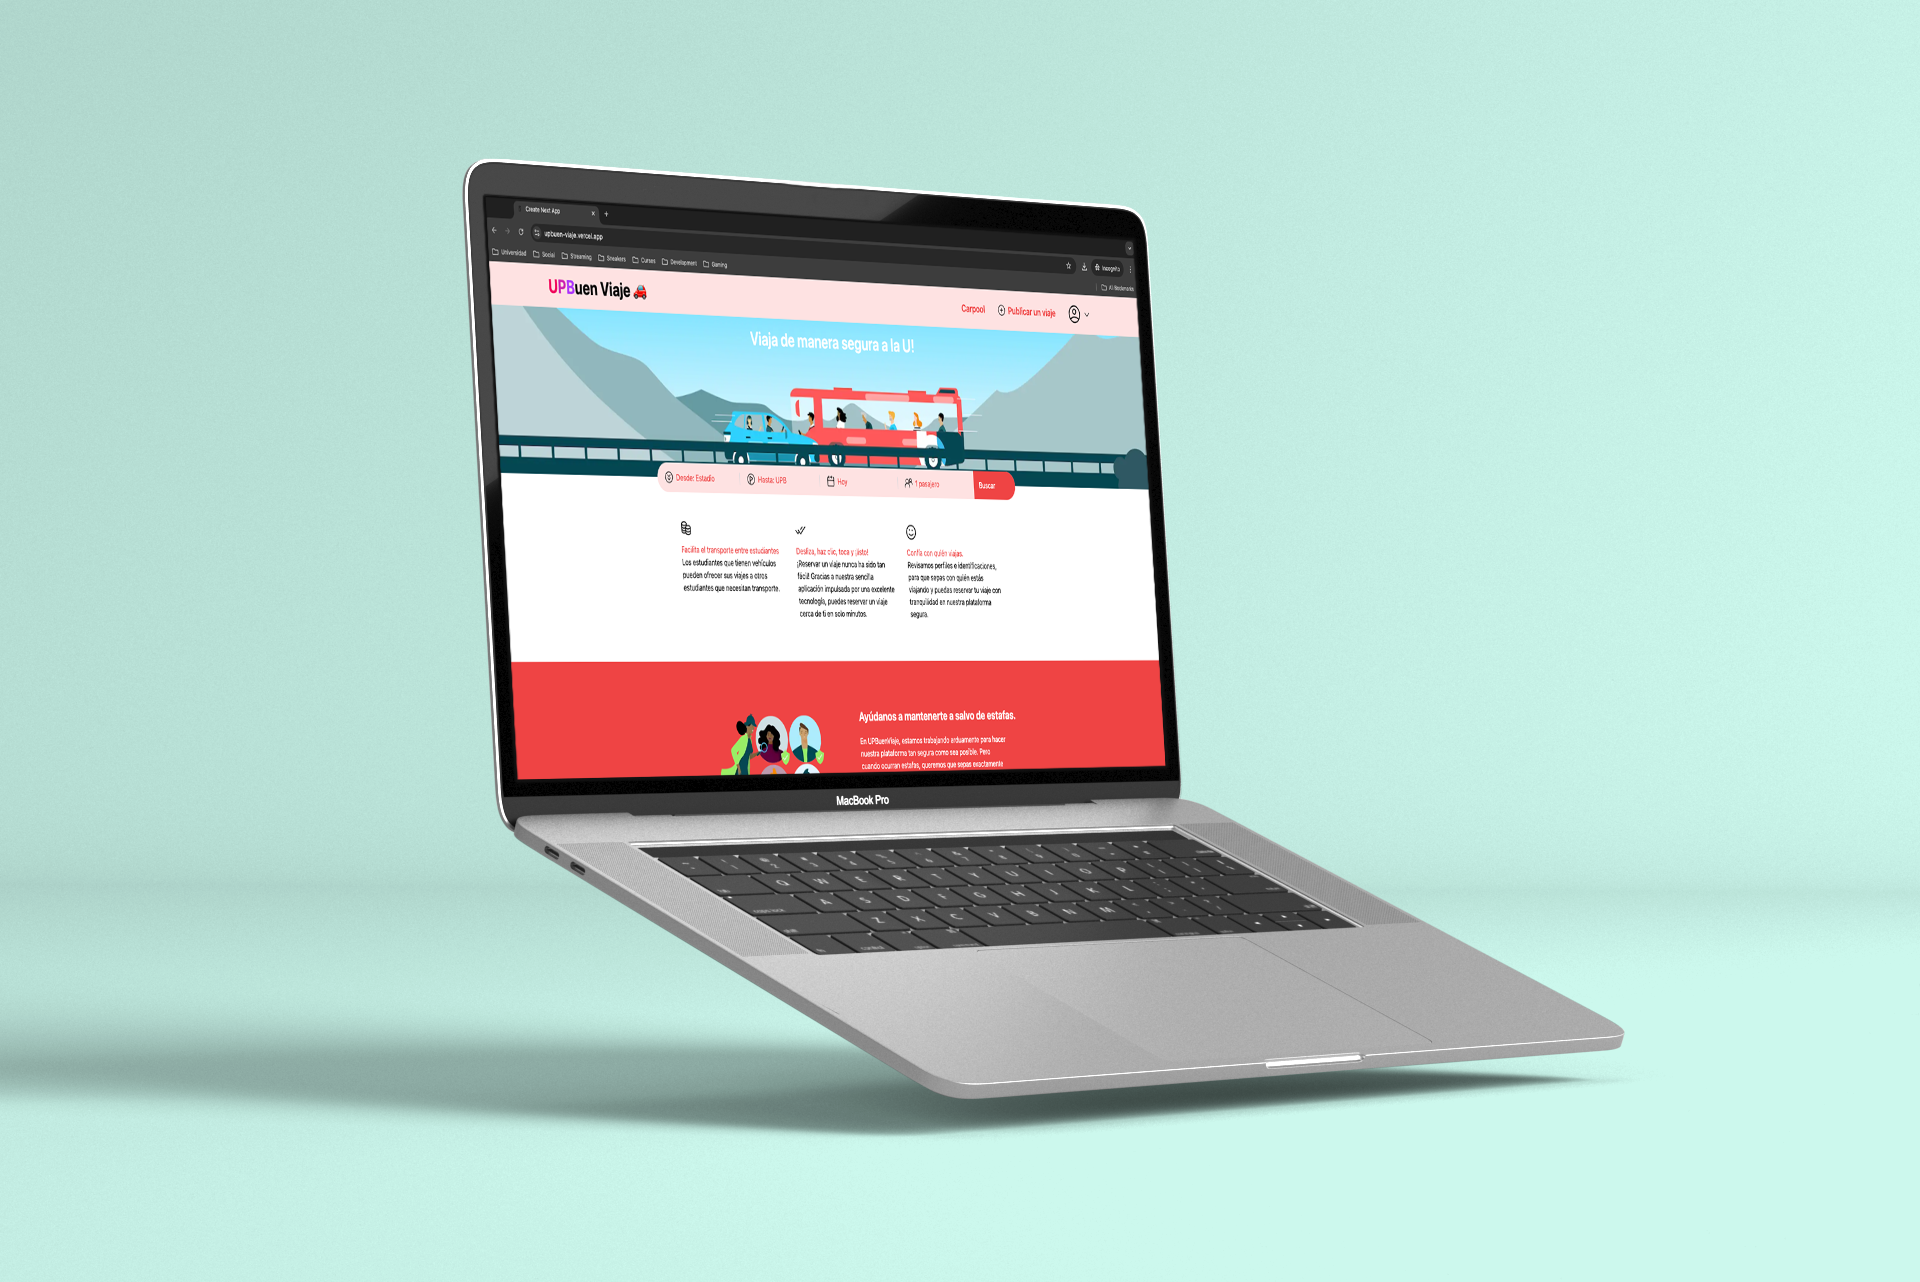 Create Next App
upbuen-viaje.vercel.app
Incognito
Universidad Social Streaming Sneakers Cursos Development Gaming
All Bookmarks
UPBuen Viaje
Carpool Publicar un viaje
Viaja de manera segura a la U!
Desde: Estadio Hasta: UPB Hoy 1 pasajero Buscar
Facilita el transporte entre estudiantes
Los estudiantes que tienen vehículos
pueden ofrecer sus viajes a otros
estudiantes que necesitan transporte.
Desliza, haz clic, toca y ¡listo!
¡Reservar un viaje nunca ha sido tan
fácil! Gracias a nuestra sencilla
aplicación impulsada por una excelente
tecnología, puedes reservar un viaje
cerca de ti en solo minutos.
Confía con quién viajas.
Revisamos perfiles e identificaciones,
para que sepas con quién estás
viajando y puedas reservar tu viaje con
tranquilidad en nuestra plataforma
segura.
Ayúdanos a mantenerte a salvo de estafas.
En UPBuenViaje, estamos trabajando arduamente para hacer
nuestra plataforma tan segura como sea posible. Pero
cuando ocurran estafas, queremos que sepas exactamente
MacBook Pro
Q W E R T Y U I O P
A S D F G H J K L
Z X C V B N M